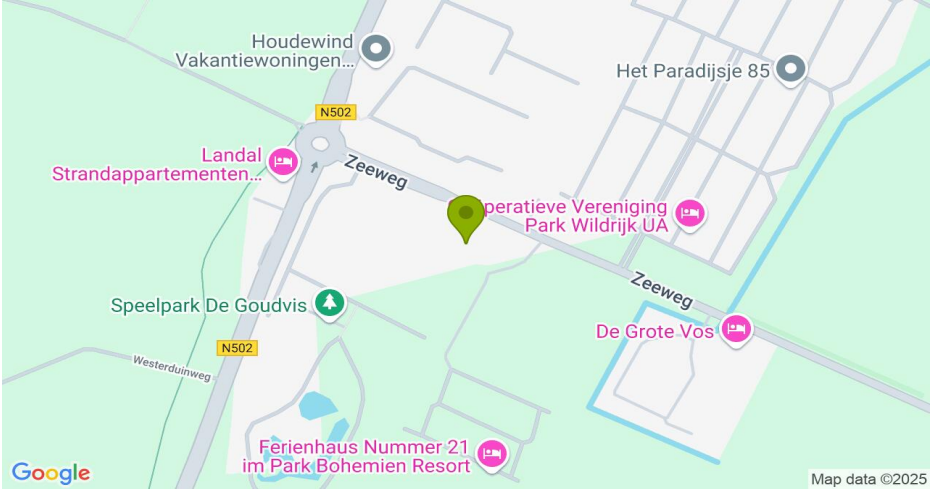 Houdewind
Vakantiewoningen...
Het Paradijsje 85
N502
Landal
Strandappartementen...
Zeeweg
peratieve Vereniging
Park Wildrijk UA
Zeeweg
Speelpark De Goudvis
De Grote Vos
N502
Westerduinweg
Ferienhaus Nummer 21
im Park Bohemien Resort
Google
Map data ©2025